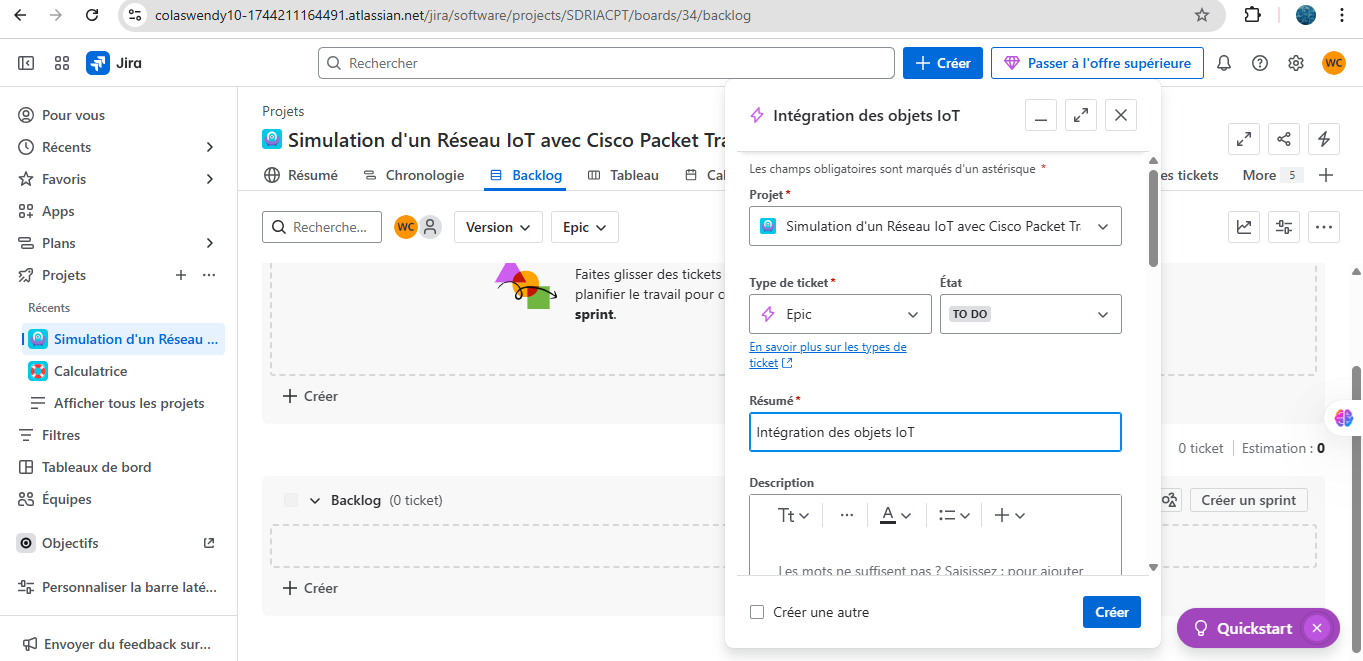 colaswendy10-1744211164491.atlassian.net/jira/software/projects/SDRIACPT/boards/34/backlog
Jira
Rechercher
Créer
Passer à l'offre supérieure
WC
Pour vous
Récents
Favoris
Apps
Plans
Projets
Récents
Simulation d'un Réseau ...
Calculatrice
Afficher tous les projets
Filtres
Tableaux de bord
Équipes
Objectifs
Personnaliser la barre laté...
Envoyer du feedback sur...
Projets
Simulation d'un Réseau IoT avec Cisco Packet Tra
Résumé
Chronologie
Backlog
Tableau
Cal
es tickets
More 5
Recherche...
WC
Version
Epic
Faites glisser des tickets
planifier le travail pour c
sprint.
Créer
0 ticket
Estimation : 0
Backlog (0 ticket)
Créer un sprint
Créer
Intégration des objets IoT
Les champs obligatoires sont marqués d'un astérisque *
Projet *
Simulation d'un Réseau IoT avec Cisco Packet Tr
Type de ticket *
État
Epic
TO DO
En savoir plus sur les types de
ticket
Résumé *
Intégration des objets IoT
Description
Tt
A
Les mots ne suffisent pas ? Saisissez : pour ajouter
Créer une autre
Créer
Quickstart